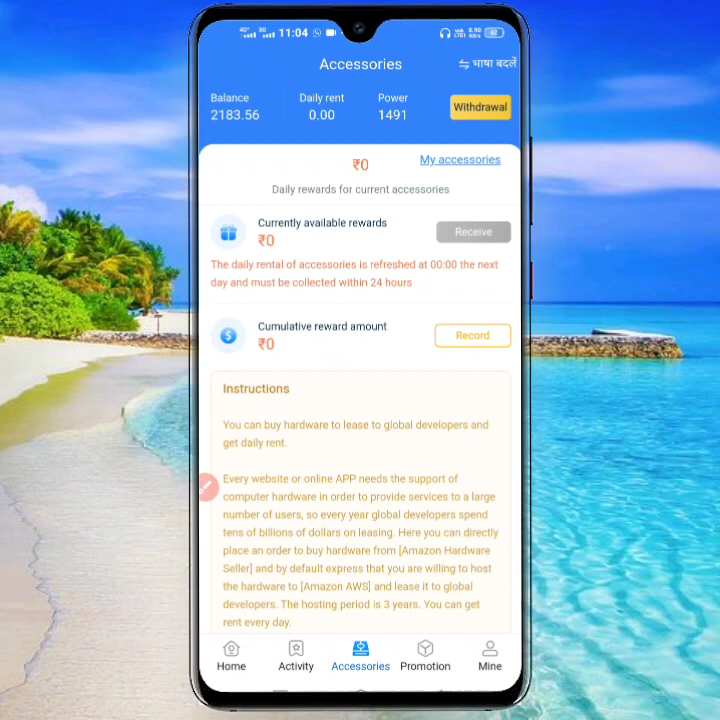 4G+ 3G 11:04 Vo) LTE1 8.90 KB/s 62
Accessories
भाषा बदलें
Balance Daily rent Power
2183.56 0.00 1491
Withdrawal
₹0 My accessories
Daily rewards for current accessories
Currently available rewards
₹0
Receive
The daily rental of accessories is refreshed at 00:00 the next
day and must be collected within 24 hours
Cumulative reward amount
₹0
Record
Instructions
You can buy hardware to lease to global developers and
get daily rent.
Every website or online APP needs the support of
computer hardware in order to provide services to a large
number of users, so every year global developers spend
tens of billions of dollars on leasing. Here you can directly
place an order to buy hardware from [Amazon Hardware
Seller] and by default express that you are willing to host
the hardware to [Amazon AWS] and lease it to global
developers. The hosting period is 3 years. You can get
rent every day.
Home Activity Accessories Promotion Mine